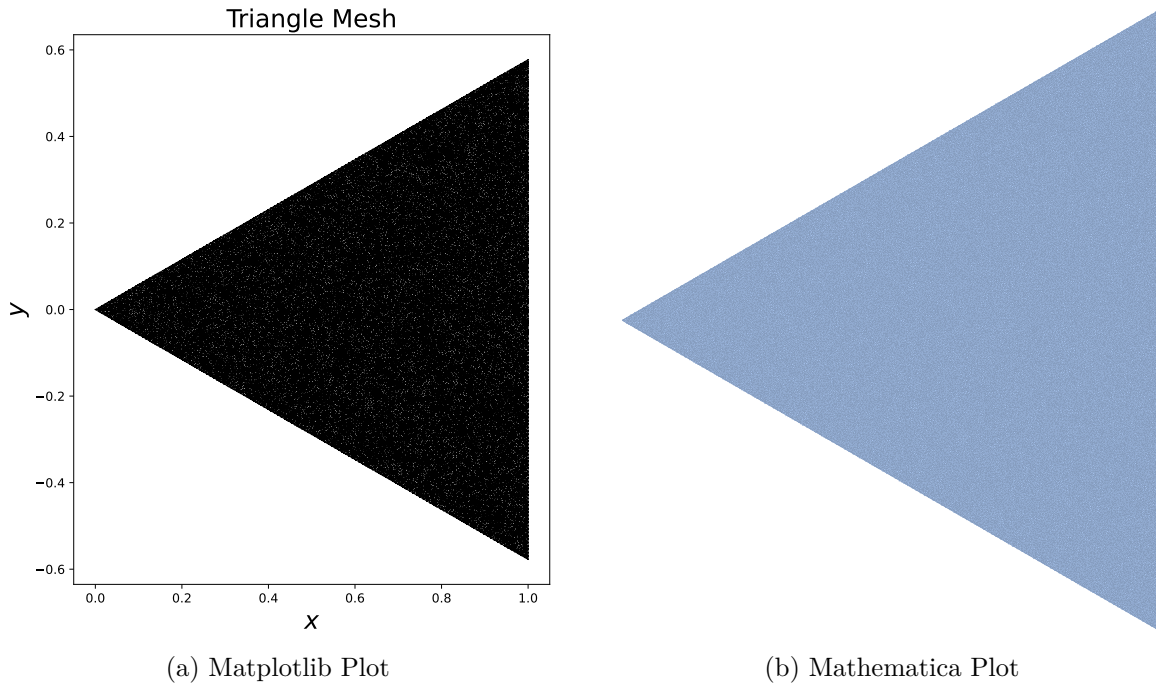 Triangle Mesh
0.6
0.4
0.2
0.0
−0.2
−0.4
−0.6
y
0.0 0.2 0.4 0.6 0.8 1.0
x
(a) Matplotlib Plot
(b) Mathematica Plot